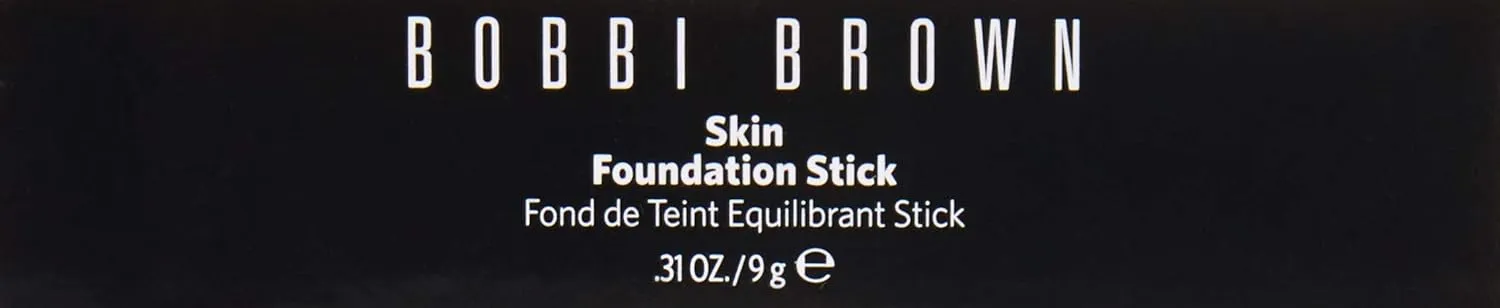 BOBBI BROWN
Skin
Foundation Stick
Fond de Teint Equilibrant Stick
.31 OZ./9 g ℮